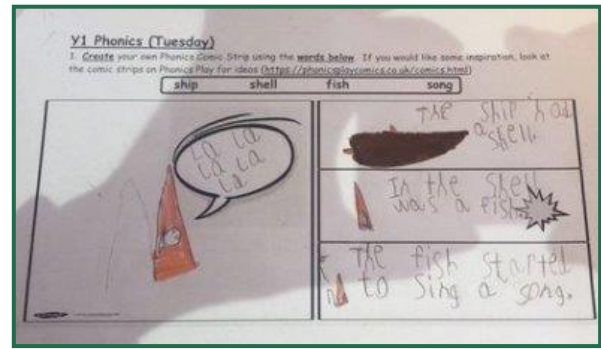 Y1 Phonics (Tuesday)
1. Create your own Phonics Comic Strip using the words below. If you would like some inspiration, look at
the comic strips on Phonics Play for ideas (https://phonicsplaycomics.co.uk/comics.html)
ship shell fish song
La La
La La
La
The ship had
a shell.
In the Shell
was a fish.
The fish started
to sing a song.